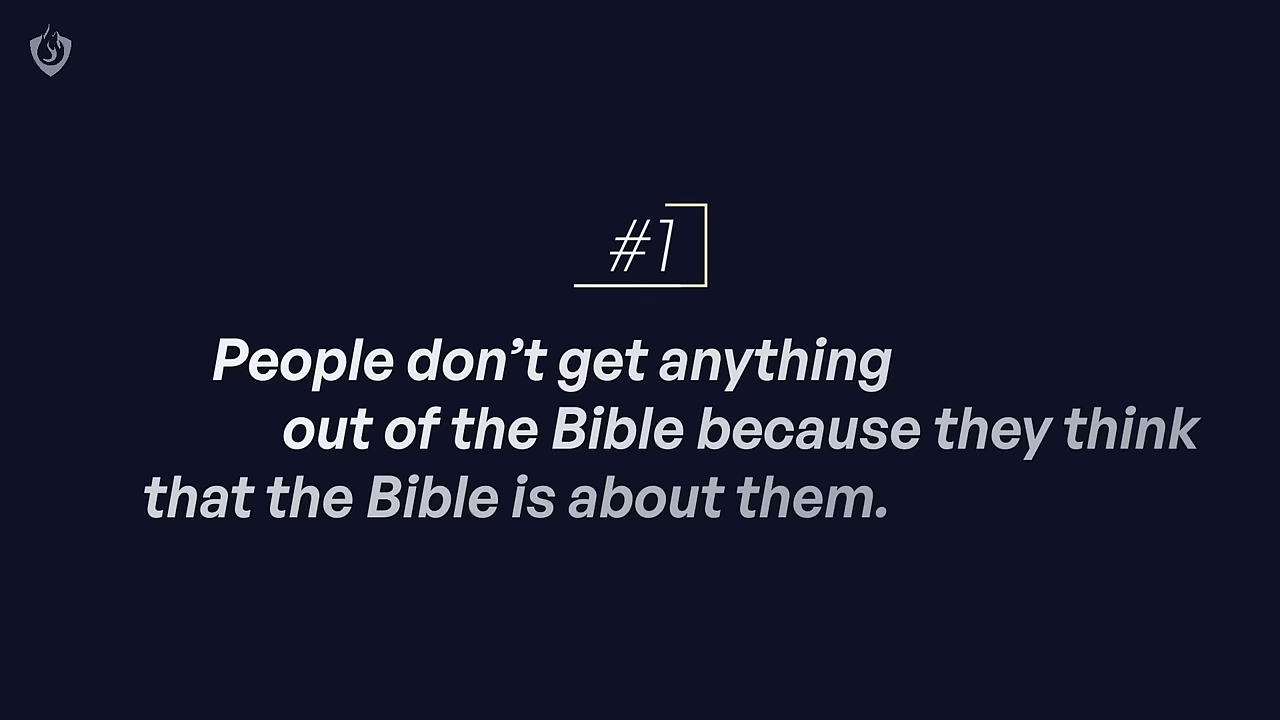 #1
People don’t get anything
out of the Bible because they think
that the Bible is about them.